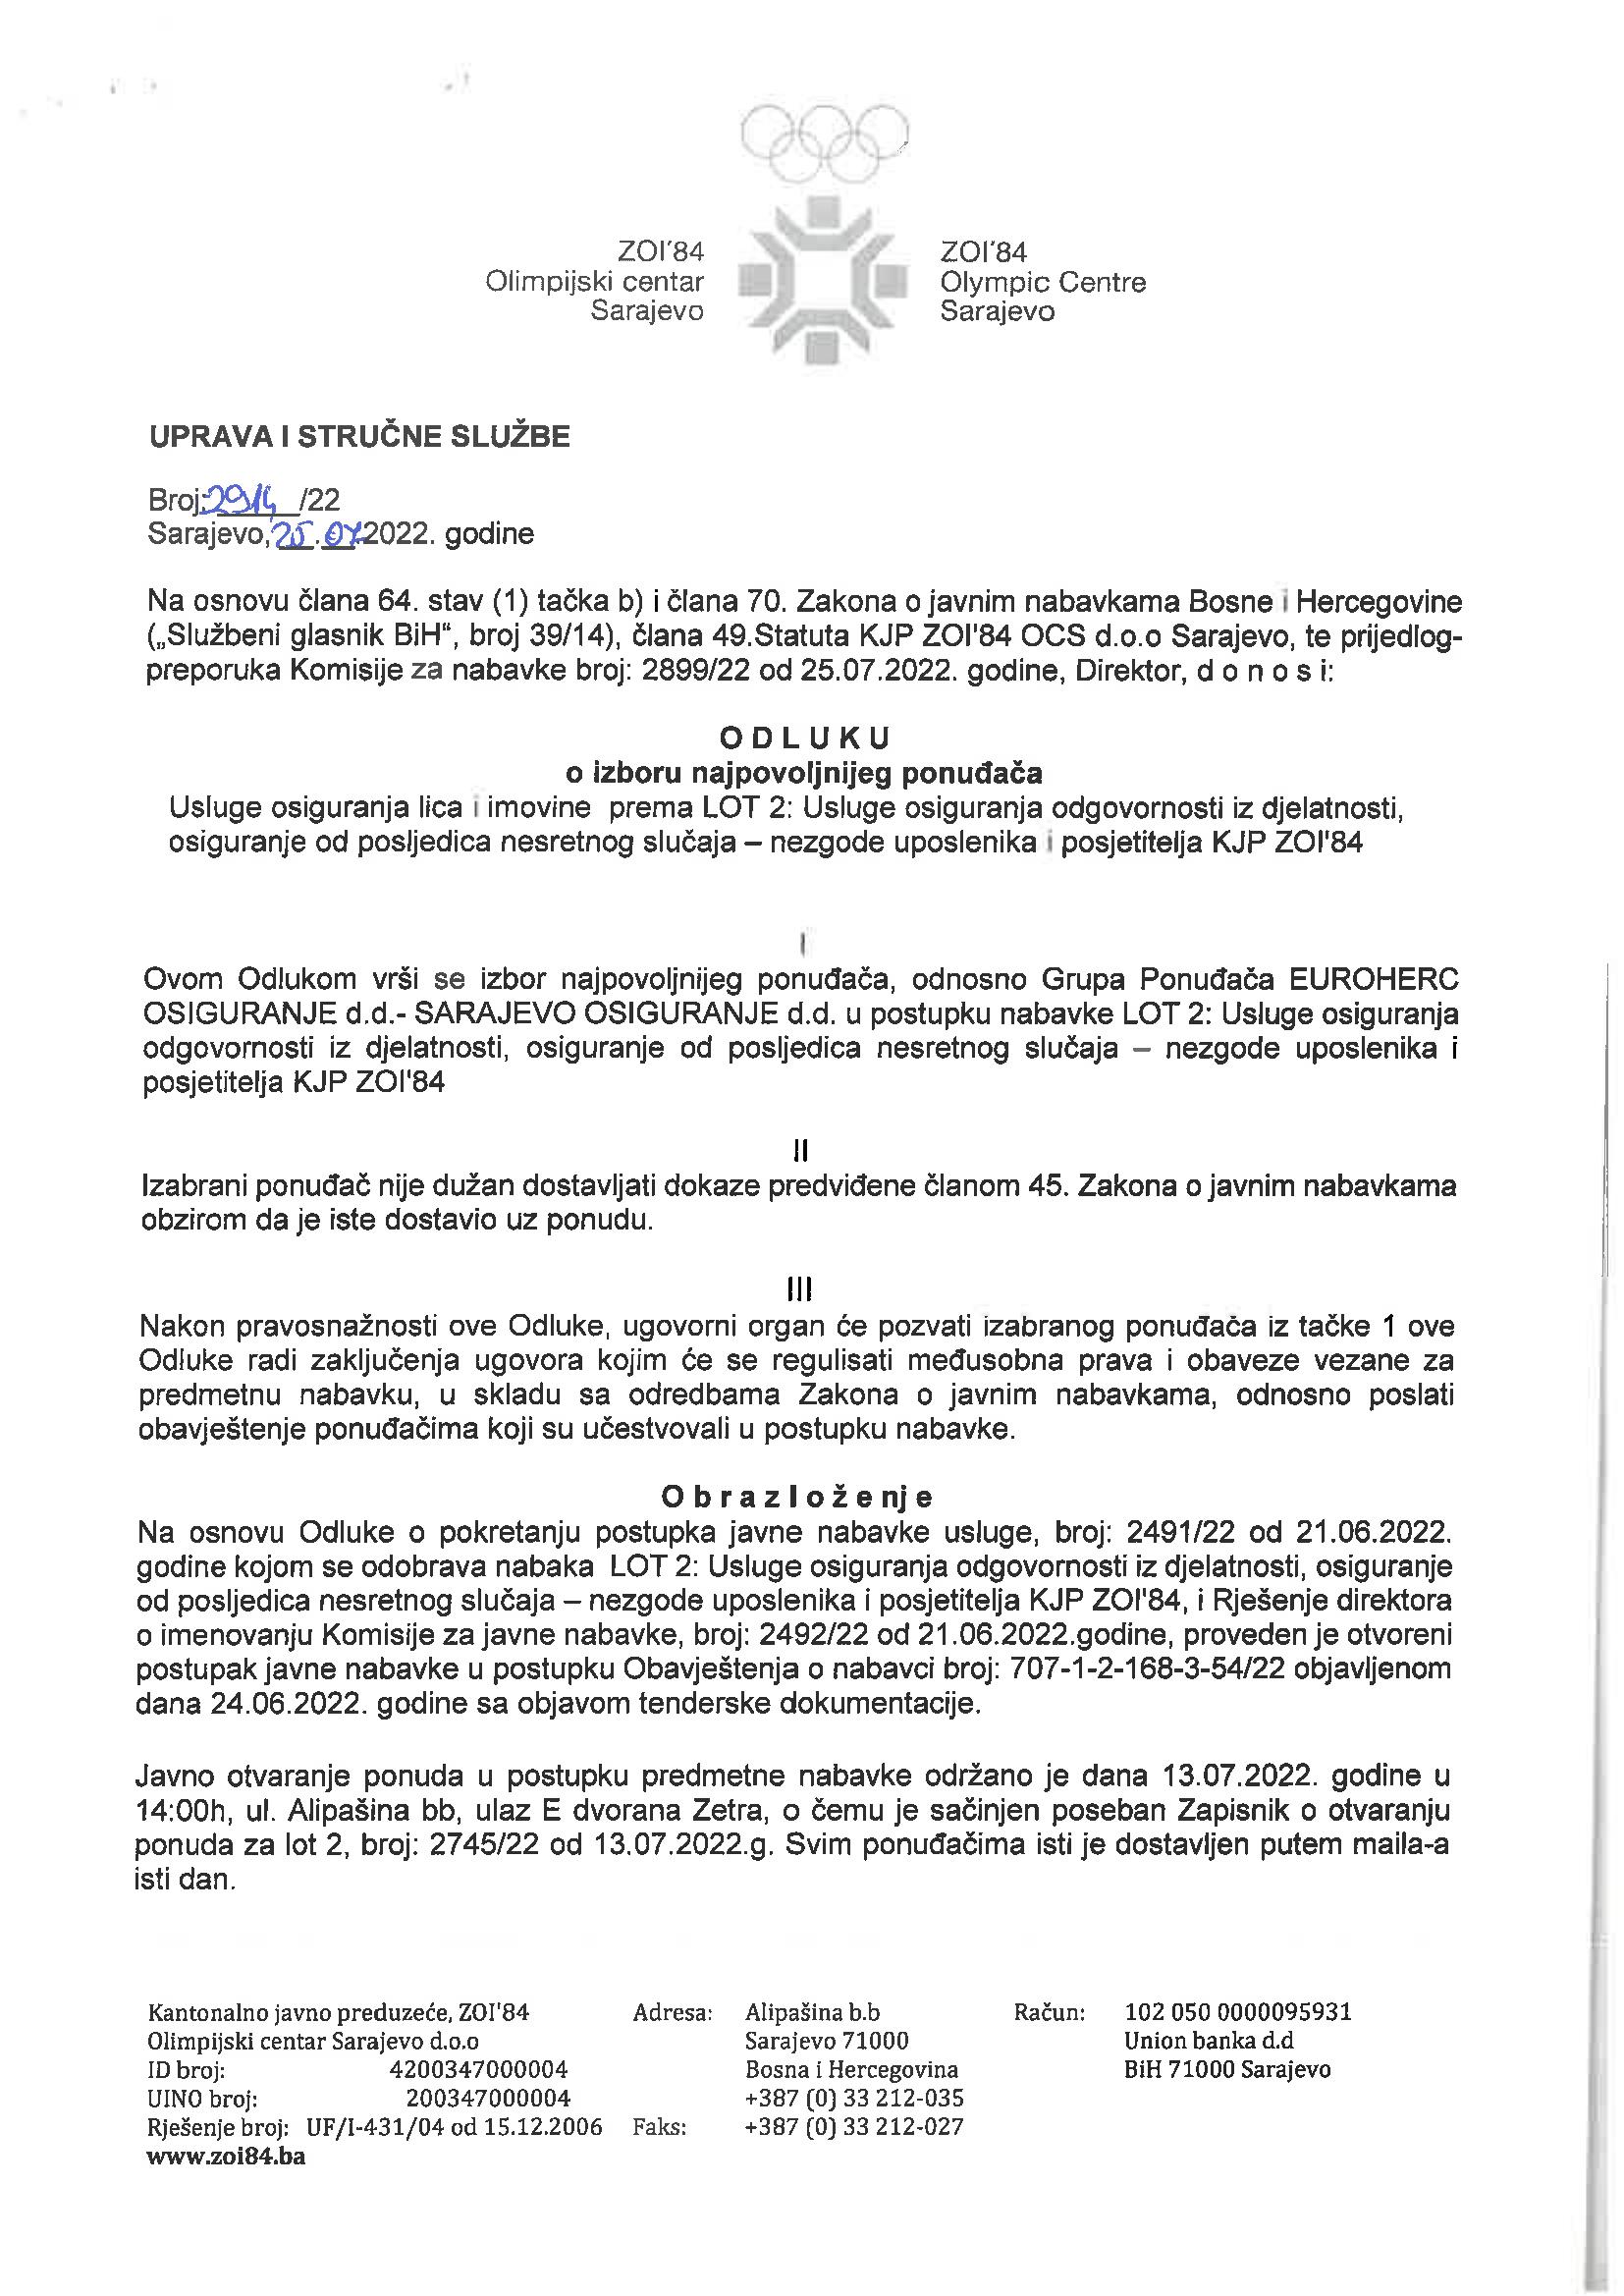 ZOI'84
Olimpijski centar
Sarajevo
ZOI'84
Olympic Centre
Sarajevo
UPRAVA I STRUČNE SLUŽBE
Broj: 2914 /22
Sarajevo, 25.07.2022. godine
Na osnovu člana 64. stav (1) tačka b) i člana 70. Zakona o javnim nabavkama Bosne i Hercegovine
(„Službeni glasnik BiH“, broj 39/14), člana 49.Statuta KJP ZOI'84 OCS d.o.o Sarajevo, te prijedlog-
preporuka Komisije za nabavke broj: 2899/22 od 25.07.2022. godine, Direktor, d o n o s i:
O D L U K U
o izboru najpovoljnijeg ponuđača
Usluge osiguranja lica i imovine prema LOT 2: Usluge osiguranja odgovornosti iz djelatnosti,
osiguranje od posljedica nesretnog slučaja – nezgode uposlenika i posjetitelja KJP ZOI'84
I
Ovom Odlukom vrši se izbor najpovoljnijeg ponuđača, odnosno Grupa Ponuđača EUROHERC
OSIGURANJE d.d.- SARAJEVO OSIGURANJE d.d. u postupku nabavke LOT 2: Usluge osiguranja
odgovornosti iz djelatnosti, osiguranje od posljedica nesretnog slučaja – nezgode uposlenika i
posjetitelja KJP ZOI'84
II
Izabrani ponuđač nije dužan dostavljati dokaze predviđene članom 45. Zakona o javnim nabavkama
obzirom da je iste dostavio uz ponudu.
III
Nakon pravosnažnosti ove Odluke, ugovorni organ će pozvati izabranog ponuđača iz tačke 1 ove
Odluke radi zaključenja ugovora kojim će se regulisati međusobna prava i obaveze vezane za
predmetnu nabavku, u skladu sa odredbama Zakona o javnim nabavkama, odnosno poslati
obavještenje ponuđačima koji su učestvovali u postupku nabavke.
O b r a z l o ž e nj e
Na osnovu Odluke o pokretanju postupka javne nabavke usluge, broj: 2491/22 od 21.06.2022.
godine kojom se odobrava nabaka LOT 2: Usluge osiguranja odgovornosti iz djelatnosti, osiguranje
od posljedica nesretnog slučaja – nezgode uposlenika i posjetitelja KJP ZOI'84, i Rješenje direktora
o imenovanju Komisije za javne nabavke, broj: 2492/22 od 21.06.2022.godine, proveden je otvoreni
postupak javne nabavke u postupku Obavještenja o nabavci broj: 707-1-2-168-3-54/22 objavljenom
dana 24.06.2022. godine sa objavom tenderske dokumentacije.
Javno otvaranje ponuda u postupku predmetne nabavke održano je dana 13.07.2022. godine u
14:00h, ul. Alipašina bb, ulaz E dvorana Zetra, o čemu je sačinjen poseban Zapisnik o otvaranju
ponuda za lot 2, broj: 2745/22 od 13.07.2022.g. Svim ponuđačima isti je dostavljen putem maila-a
isti dan.
Kantonalno javno preduzeće, ZOI'84 Adresa: Alipašina b.b Račun: 102 050 0000095931
Olimpijski centar Sarajevo d.o.o Sarajevo 71000 Union banka d.d
ID broj: 4200347000004 Bosna i Hercegovina BiH 71000 Sarajevo
UINO broj: 200347000004 +387 (0) 33 212-035
Rješenje broj: UF/I-431/04 od 15.12.2006 Faks: +387 (0) 33 212-027
www.zoi84.ba